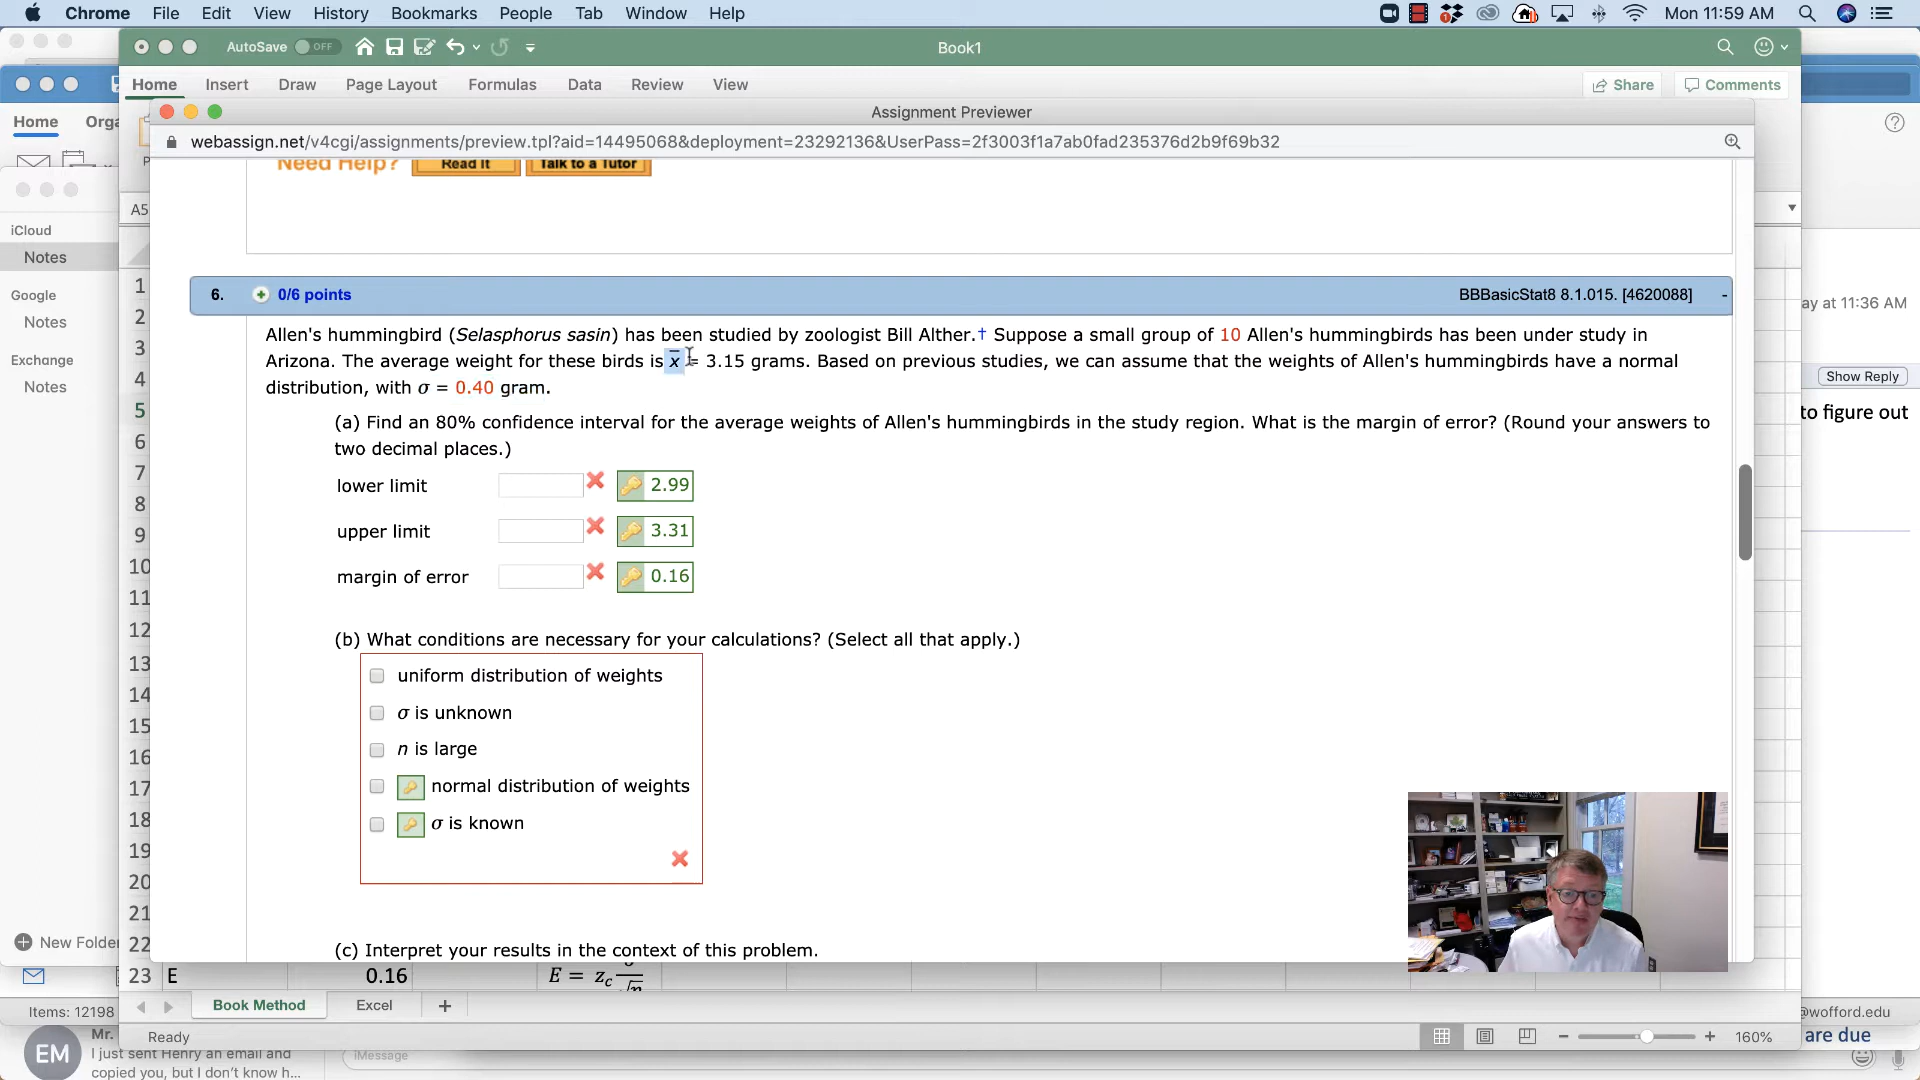 Chrome File Edit View History Bookmarks People Tab Window Help Mon 11:59 AM
AutoSave OFF Book1
Home Insert Draw Page Layout Formulas Data Review View Share Comments
Home
Assignment Previewer
webassign.net/v4cgi/assignments/preview.tpl?aid=14495068&deployment=23292136&UserPass=2f3003f1a7ab0fad235376d2b9f69b32
Need Help? Read It Talk to a Tutor
A5
iCloud
Notes
Google
Notes
Exchange
Notes
New Folde
6. 0/6 points BBBasicStat8 8.1.015. [4620088] -
Allen's hummingbird (Selasphorus sasin) has been studied by zoologist Bill Alther.† Suppose a small group of 10 Allen's hummingbirds has been under study in
Arizona. The average weight for these birds is x̅ = 3.15 grams. Based on previous studies, we can assume that the weights of Allen's hummingbirds have a normal
distribution, with σ = 0.40 gram.
(a) Find an 80% confidence interval for the average weights of Allen's hummingbirds in the study region. What is the margin of error? (Round your answers to
two decimal places.)
lower limit 2.99
upper limit 3.31
margin of error 0.16
(b) What conditions are necessary for your calculations? (Select all that apply.)
uniform distribution of weights
σ is unknown
n is large
normal distribution of weights
σ is known
(c) Interpret your results in the context of this problem.
1
2
3
4
5
6
7
8
9
10
11
12
13
14
15
16
17
18
19
20
21
22
23 E 0.16 E = z_c
ay at 11:36 AM
Show Reply
to figure out
Book Method Excel +
Items: 12198
Ready 160%
@wofford.edu
are due
EM
Mr.
I just sent Henry an email and
copied you, but I don't know h...
iMessage